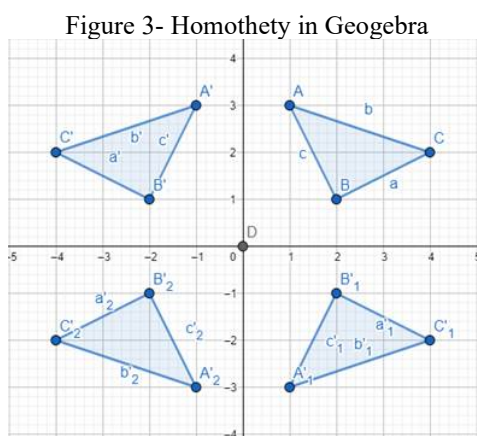 Figure 3- Homothety in Geogebra
4
A' A
3
b
C' b' c' C
2
a' c a
B' B
1
D
-5 -4 -3 -2 -1 0 1 2 3 4 5
B'2 B'1
-1
a'2 a'1
C'2 c'2 c'1 b'1 C'1
-2
b'2 A'2 A'1
-3
-4